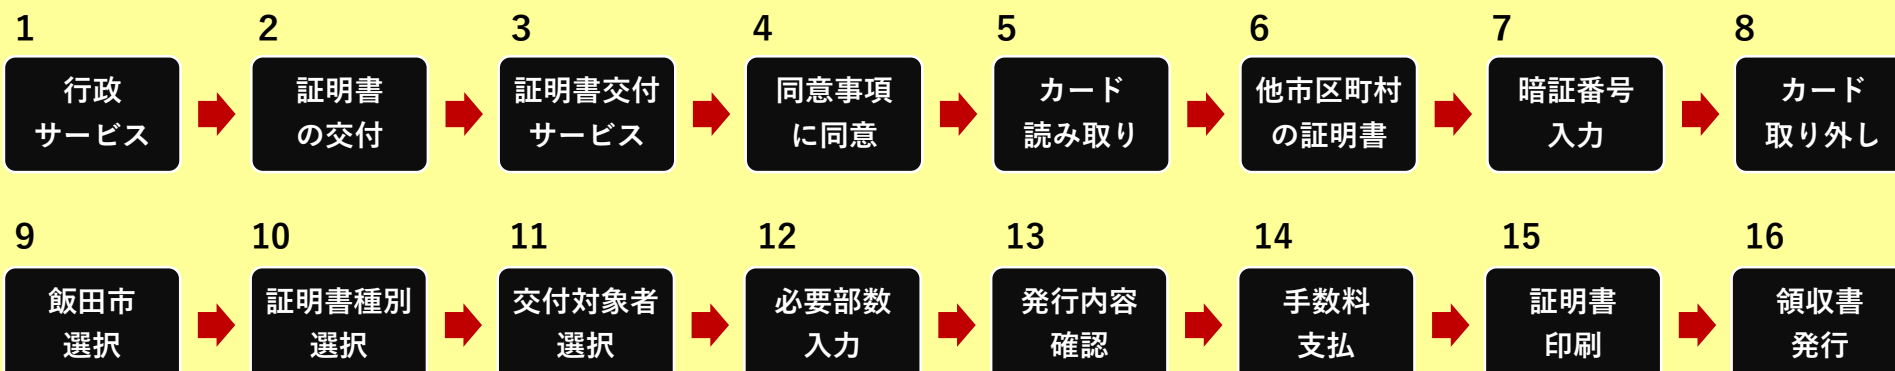 1
行政
サービス
2
証明書
の交付
3
証明書交付
サービス
4
同意事項
に同意
5
カード
読み取り
6
他市区町村
の証明書
7
暗証番号
入力
8
カード
取り外し
9
飯田市
選択
10
証明書種別
選択
11
交付対象者
選択
12
必要部数
入力
13
発行内容
確認
14
手数料
支払
15
証明書
印刷
16
領収書
発行